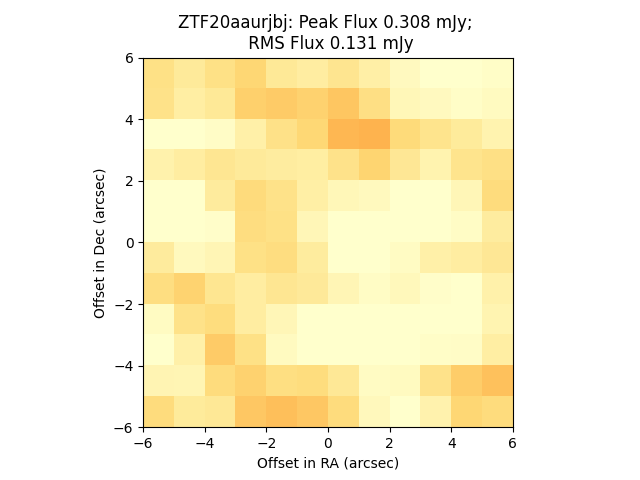 ZTF20aaurjbj: Peak Flux 0.308 mJy;
RMS Flux 0.131 mJy
6
4
2
0
−2
−4
−6
Offset in Dec (arcsec)
−6 −4 −2 0 2 4 6
Offset in RA (arcsec)